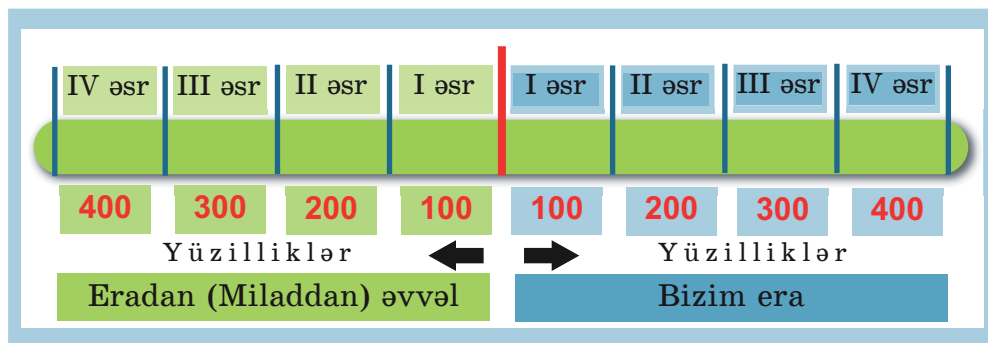 IV əsr III əsr II əsr I əsr I əsr II əsr III əsr IV əsr
400 300 200 100 100 200 300 400
Yüzilliklər Yüzilliklər
Eradan (Miladdan) əvvəl Bizim era